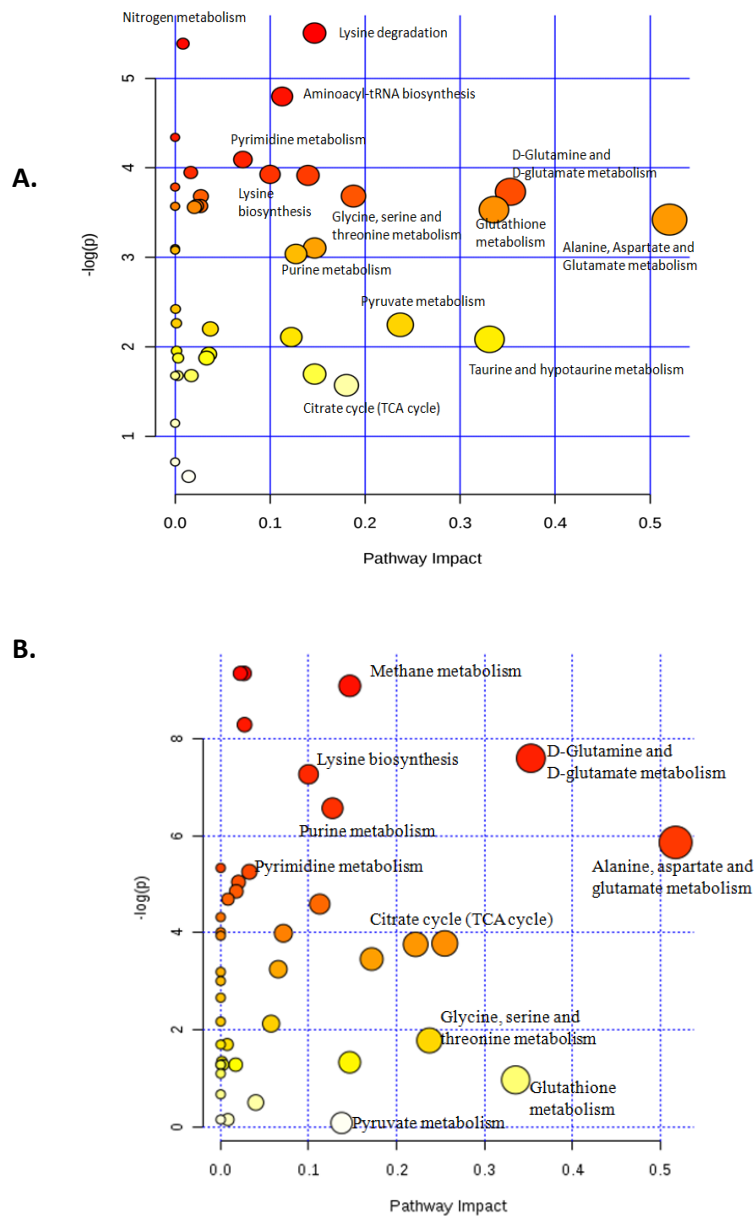 A.
Nitrogen metabolism
Lysine degradation
5
Aminoacyl-tRNA biosynthesis
Pyrimidine metabolism
4
D-Glutamine and
D-glutamate metabolism
Lysine
biosynthesis
Glycine, serine and
threonine metabolism
Glutathione
metabolism
Alanine, Aspartate and
Glutamate metabolism
-log(p)
3
Purine metabolism
Pyruvate metabolism
2
Taurine and hypotaurine metabolism
Citrate cycle (TCA cycle)
1
0.0 0.1 0.2 0.3 0.4 0.5
Pathway Impact
B.
Methane metabolism
8
D-Glutamine and
D-glutamate metabolism
Lysine biosynthesis
Purine metabolism
6
Pyrimidine metabolism
Alanine, aspartate and
glutamate metabolism
-log(p)
4
Citrate cycle (TCA cycle)
2
Glycine, serine and
threonine metabolism
Glutathione
metabolism
0
Pyruvate metabolism
0.0 0.1 0.2 0.3 0.4 0.5
Pathway Impact